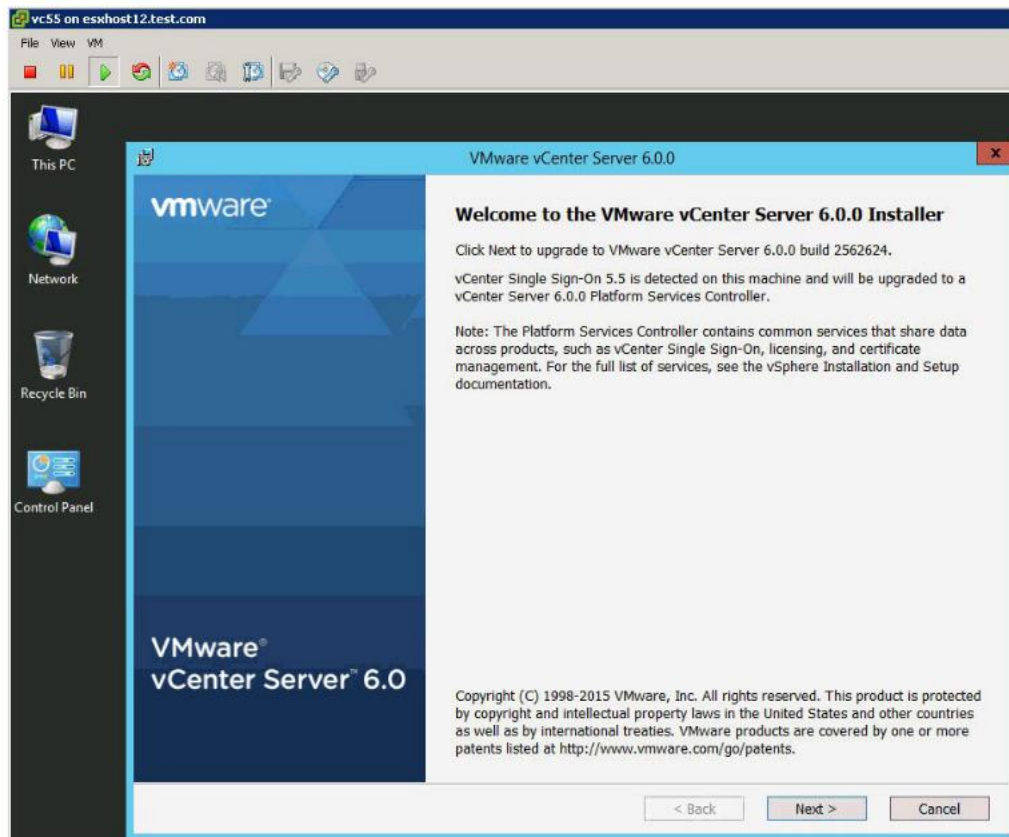 vc55 on esxhost12.test.com
File View VM
This PC
Network
Recycle Bin
Control Panel
VMware vCenter Server 6.0.0
x
vmware®
Welcome to the VMware vCenter Server 6.0.0 Installer
Click Next to upgrade to VMware vCenter Server 6.0.0 build 2562624.
vCenter Single Sign-On 5.5 is detected on this machine and will be upgraded to a
vCenter Server 6.0.0 Platform Services Controller.
Note: The Platform Services Controller contains common services that share data
across products, such as vCenter Single Sign-On, licensing, and certificate
management. For the full list of services, see the vSphere Installation and Setup
documentation.
VMware®
vCenter Server™ 6.0
Copyright (C) 1998-2015 VMware, Inc. All rights reserved. This product is protected
by copyright and intellectual property laws in the United States and other countries
as well as by international treaties. VMware products are covered by one or more
patents listed at http://www.vmware.com/go/patents.
< Back Next > Cancel